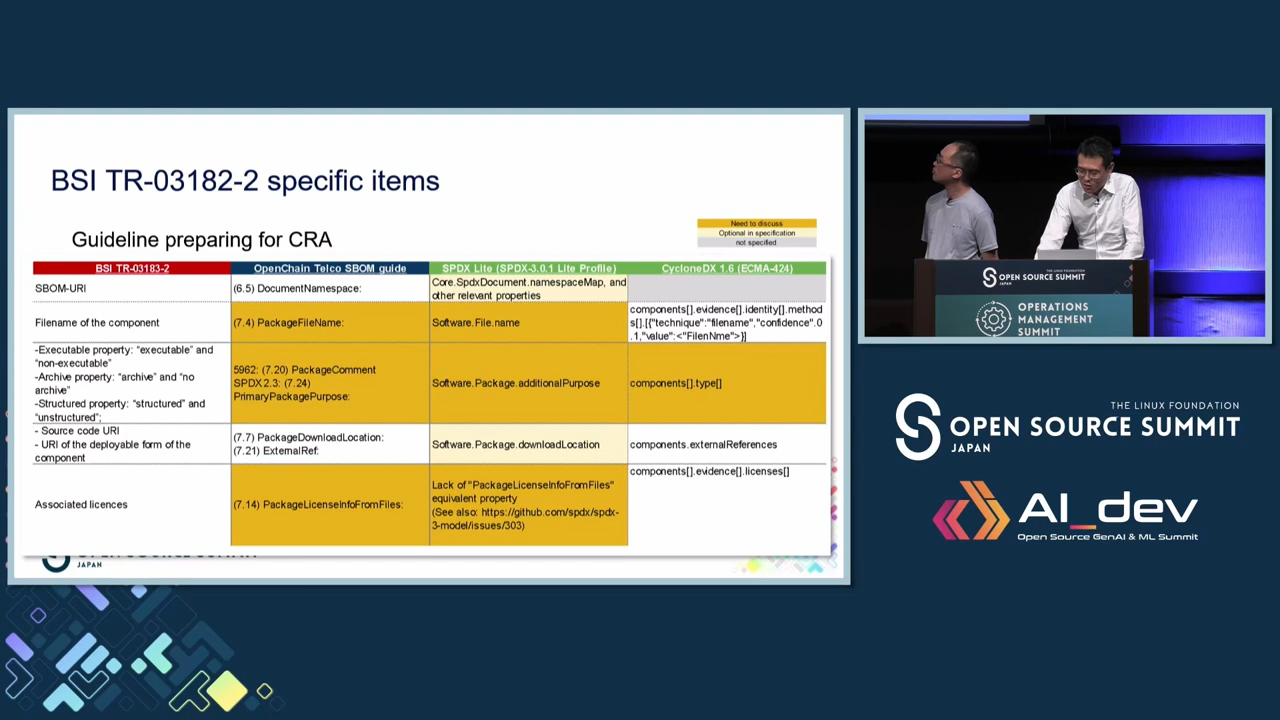 BSI TR-03182-2 specific items
Guideline preparing for CRA
Need to discuss
Optional in specification
not specified
BSI TR-03183-2
OpenChain Telco SBOM guide
SPDX Lite (SPDX-3.0.1 Lite Profile)
CycloneDX 1.6 (ECMA-424)
SBOM-URI
(6.5) DocumentNamespace:
Core.SpdxDocument.namespaceMap, and
other relevant properties
Filename of the component
(7.4) PackageFileName:
Software.File.name
components[].evidence[].identity[].method
s[].[{"technique":"filename","confidence".0
.1,"value":<"FilenNme">}]
-Executable property: “executable” and
“non-executable”
-Archive property: “archive” and “no
archive”
-Structured property: “structured” and
“unstructured”;
5962: (7.20) PackageComment
SPDX 2.3: (7.24)
PrimaryPackagePurpose:
Software.Package.additionalPurpose
components[].type[]
- Source code URI
- URI of the deployable form of the
component
(7.7) PackageDownloadLocation:
(7.21) ExternalRef:
Software.Package.downloadLocation
components.externalReferences
Associated licences
(7.14) PackageLicenseInfoFromFiles:
Lack of "PackageLicenseInfoFromFiles"
equivalent property
(See also: https://github.com/spdx/spdx-
3-model/issues/303)
components[].evidence[].licenses[]
JAPAN
OPEN SOURCE SUMMIT
JAPAN
OPERATIONS
MANAGEMENT
SUMMIT
THE LINUX FOUNDATION
OPEN SOURCE SUMMIT
JAPAN
AI_dev
Open Source GenAI & ML Summit